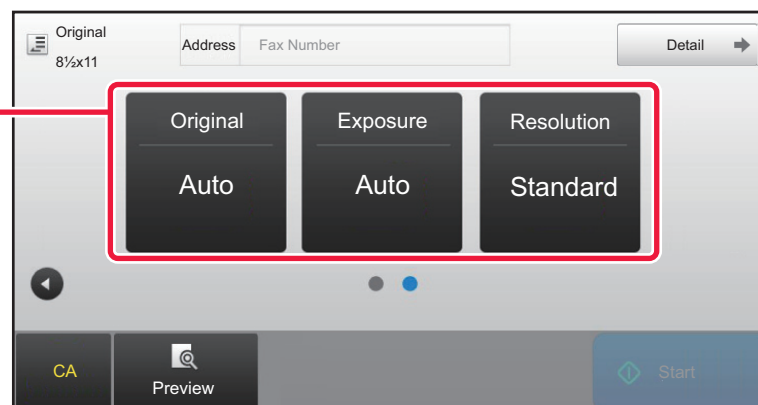 Original
8½x11
Address Fax Number
Detail
Original Exposure Resolution
Auto Auto Standard
CA
Preview
Start